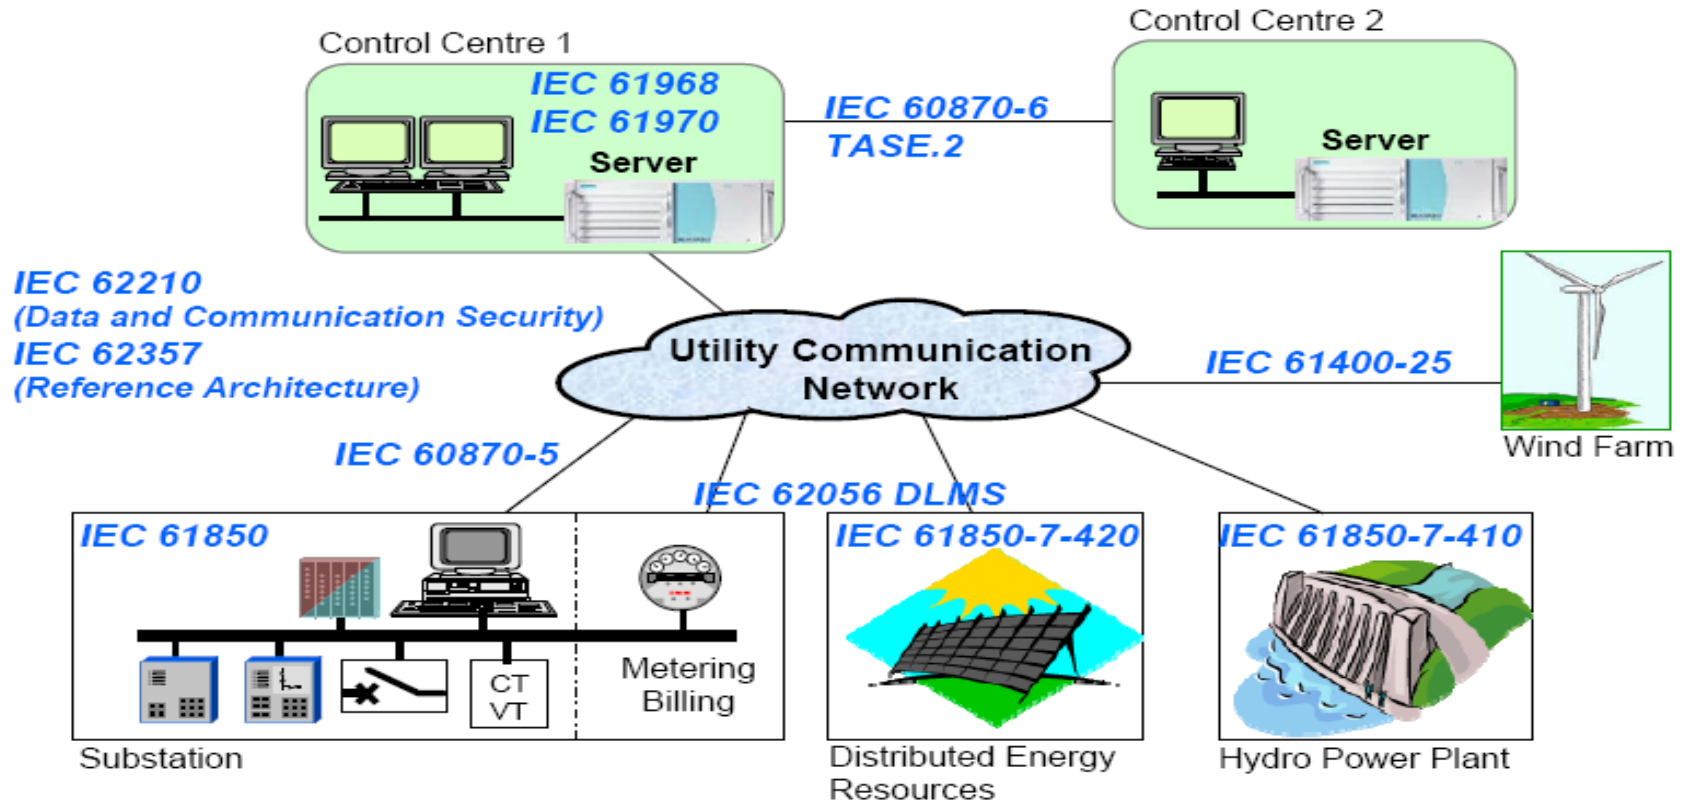 Control Centre 1
Control Centre 2
IEC 61968
IEC 61970
Server
IEC 60870-6
TASE.2
Server
IEC 62210
(Data and Communication Security)
IEC 62357
(Reference Architecture)
Utility Communication
Network
IEC 61400-25
Wind Farm
IEC 60870-5
IEC 62056 DLMS
IEC 61850
IEC 61850-7-420
IEC 61850-7-410
CT
VT
Metering
Billing
Substation
Distributed Energy
Resources
Hydro Power Plant